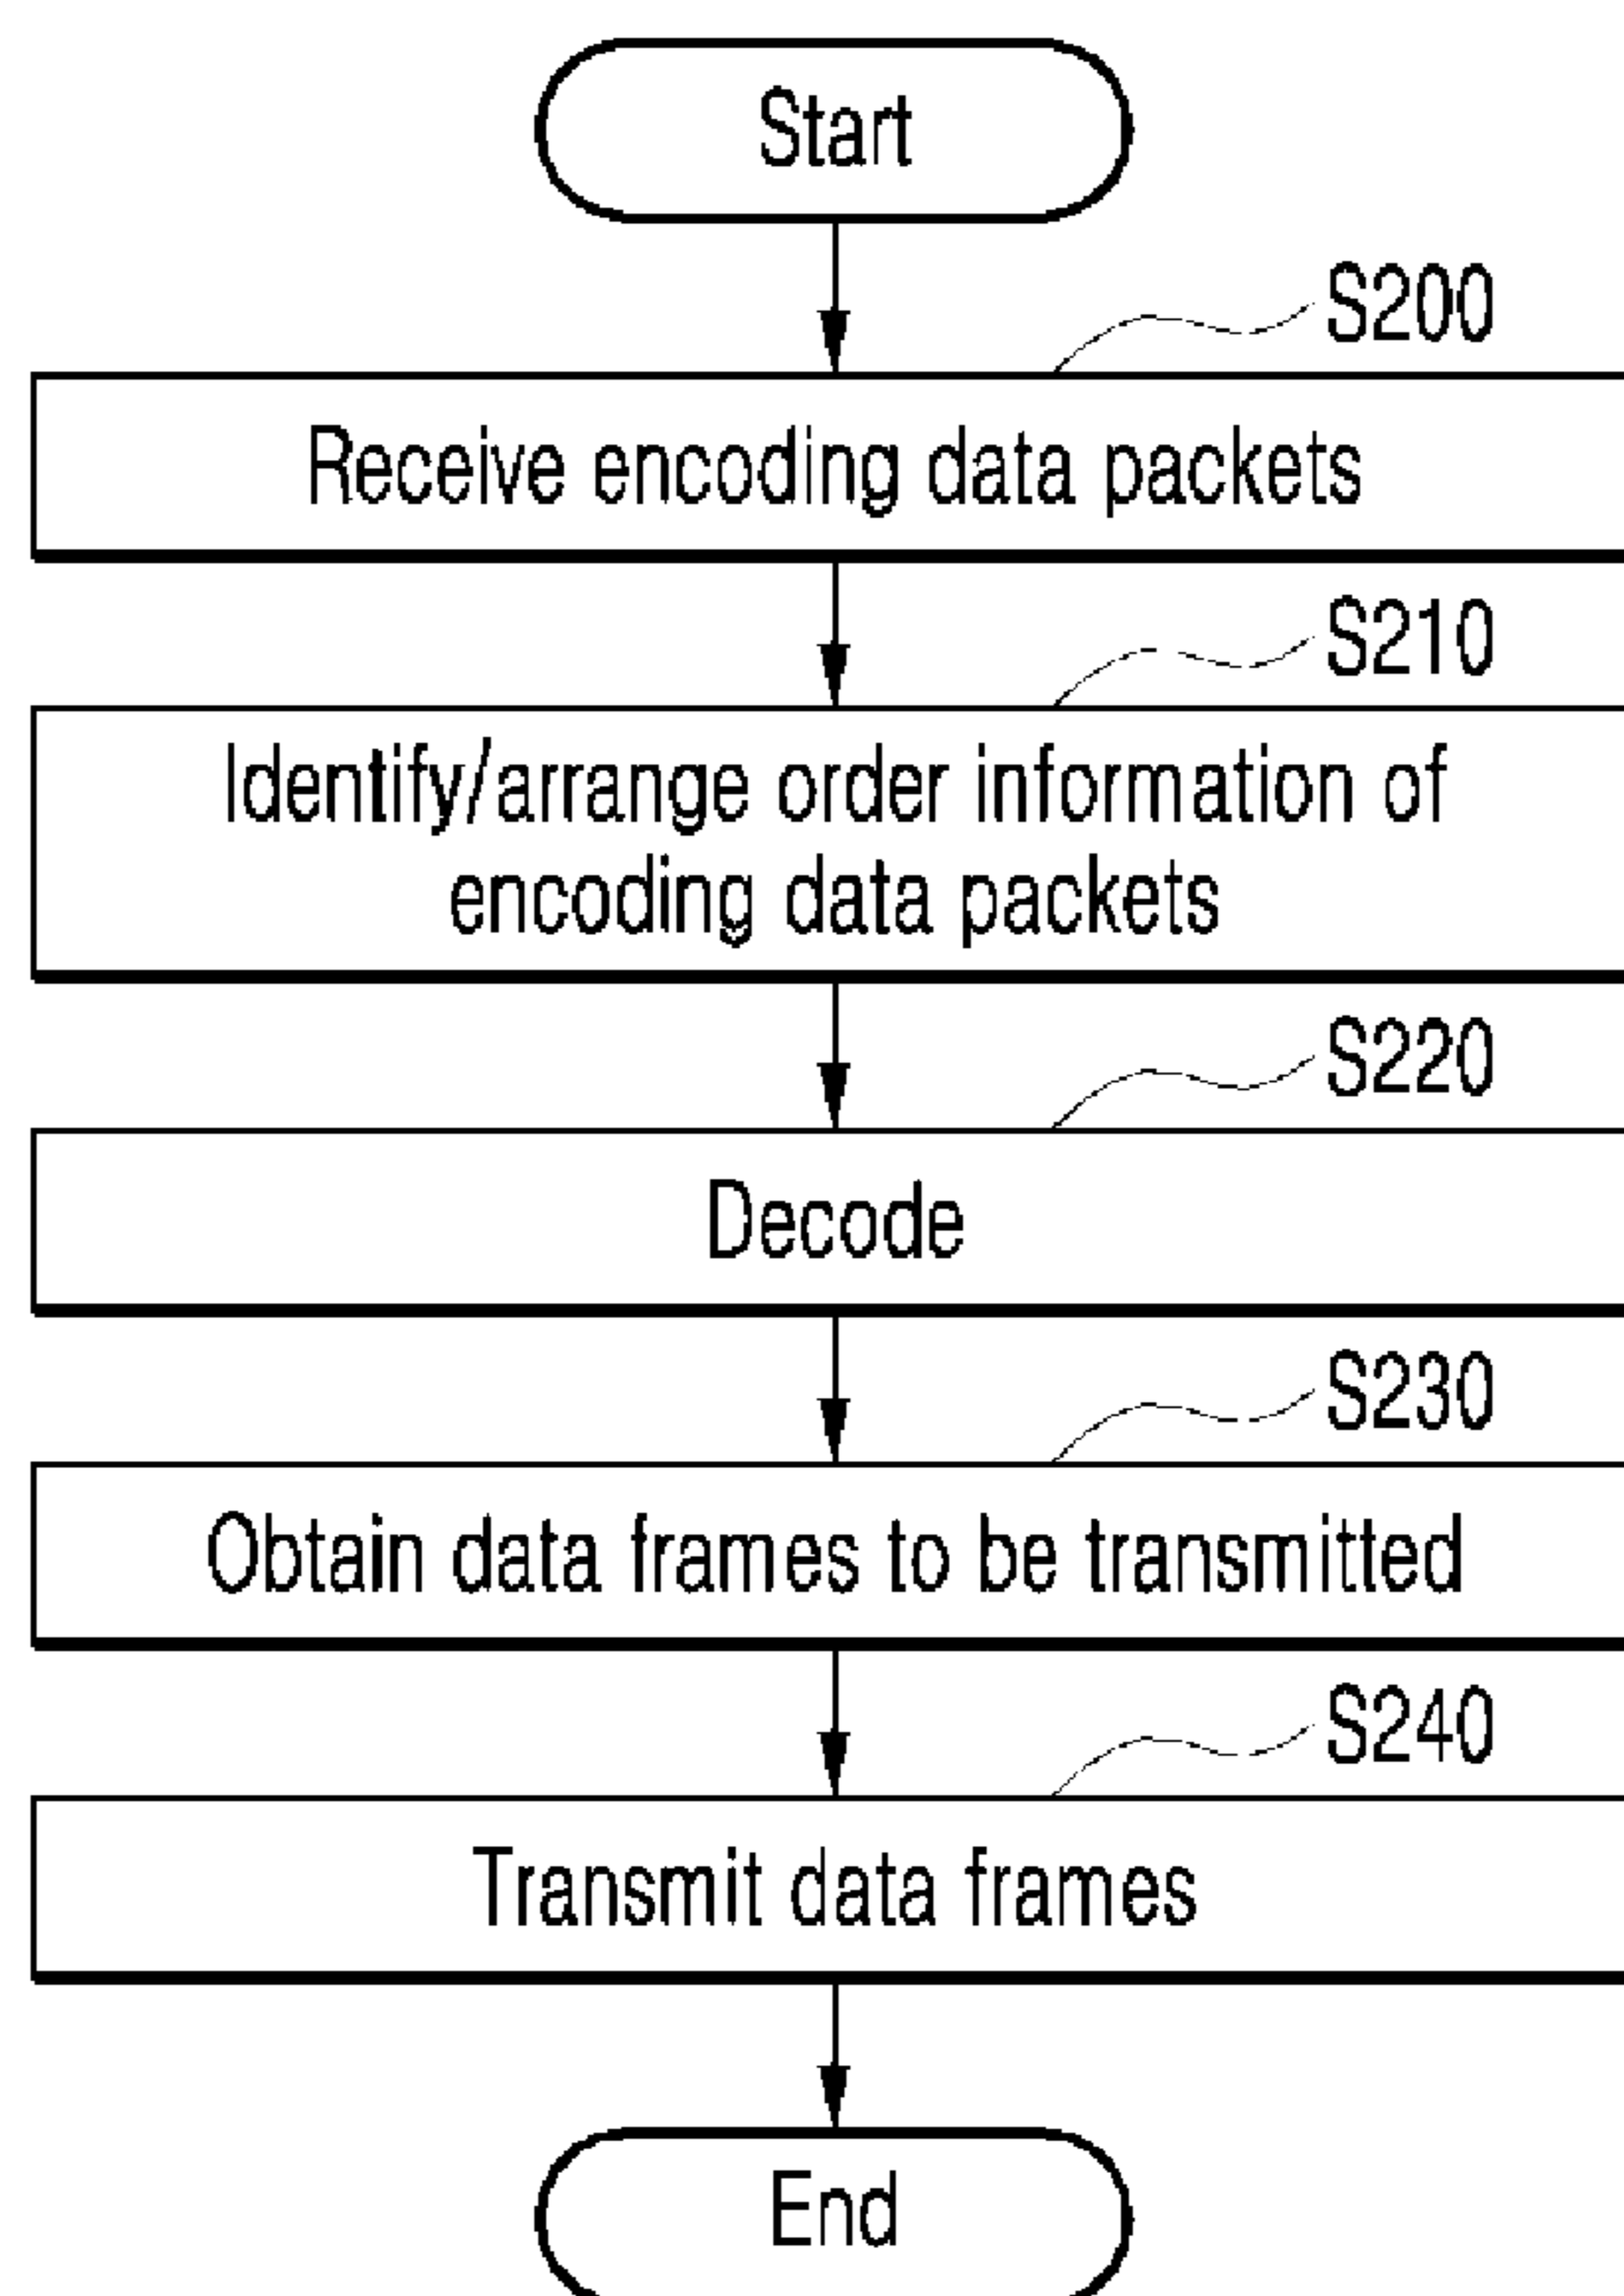 Start
S200
Receive encoding data packets
S210
Identify/arrange order information of
encoding data packets
S220
Decode
S230
Obtain data frames to be transmitted
S240
Transmit data frames
End